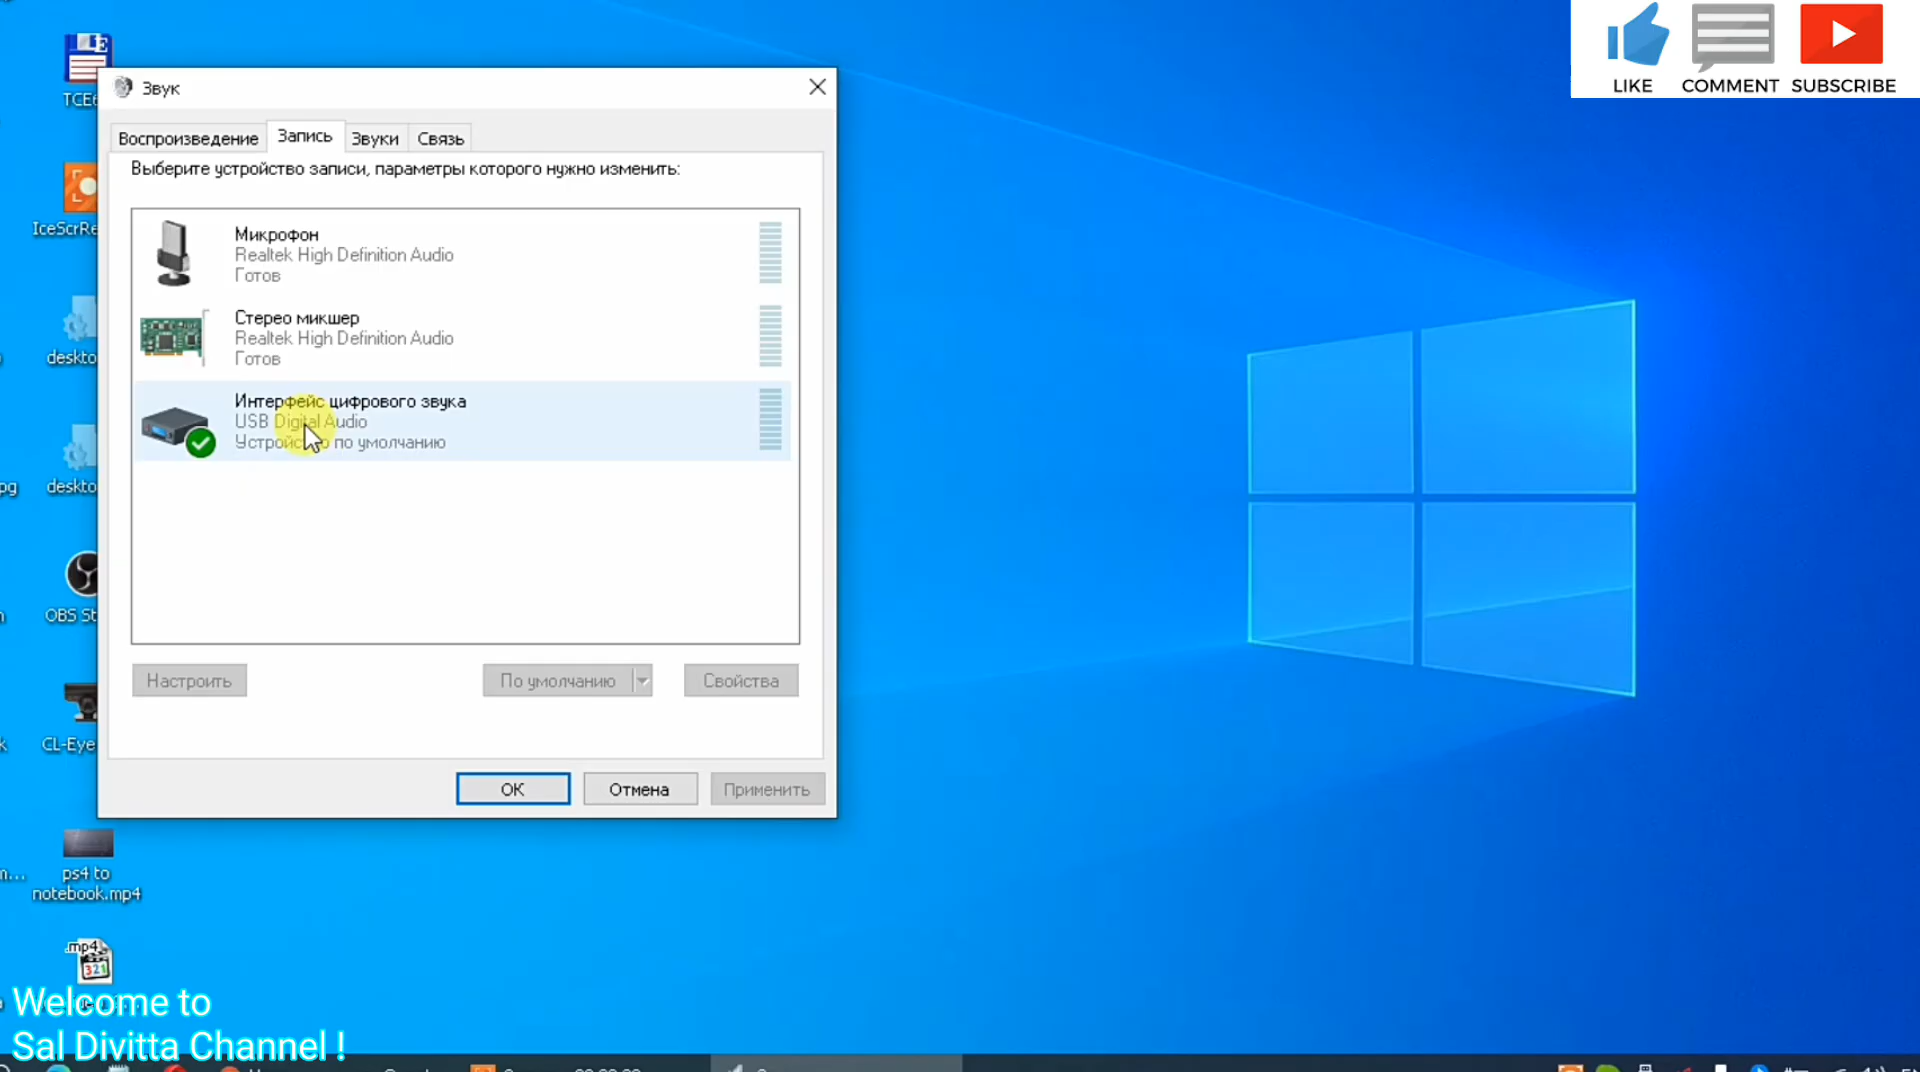 LIKE
COMMENT
SUBSCRIBE
Звук
Воспроизведение
Запись
Звуки
Связь
Выберите устройство записи, параметры которого нужно изменить:
Микрофон
Realtek High Definition Audio
Готов
Стерео микшер
Realtek High Definition Audio
Готов
Интерфейс цифрового звука
USB Digital Audio
Устройство по умолчанию
Настроить
По умолчанию
Свойства
ОК
Отмена
Применить
TCE
IceScrRe
deskto
deskto
OBS St
CL-Eye
ps4 to
notebook.mp4
.mp4
321
Welcome to
Sal Divitta Channel !